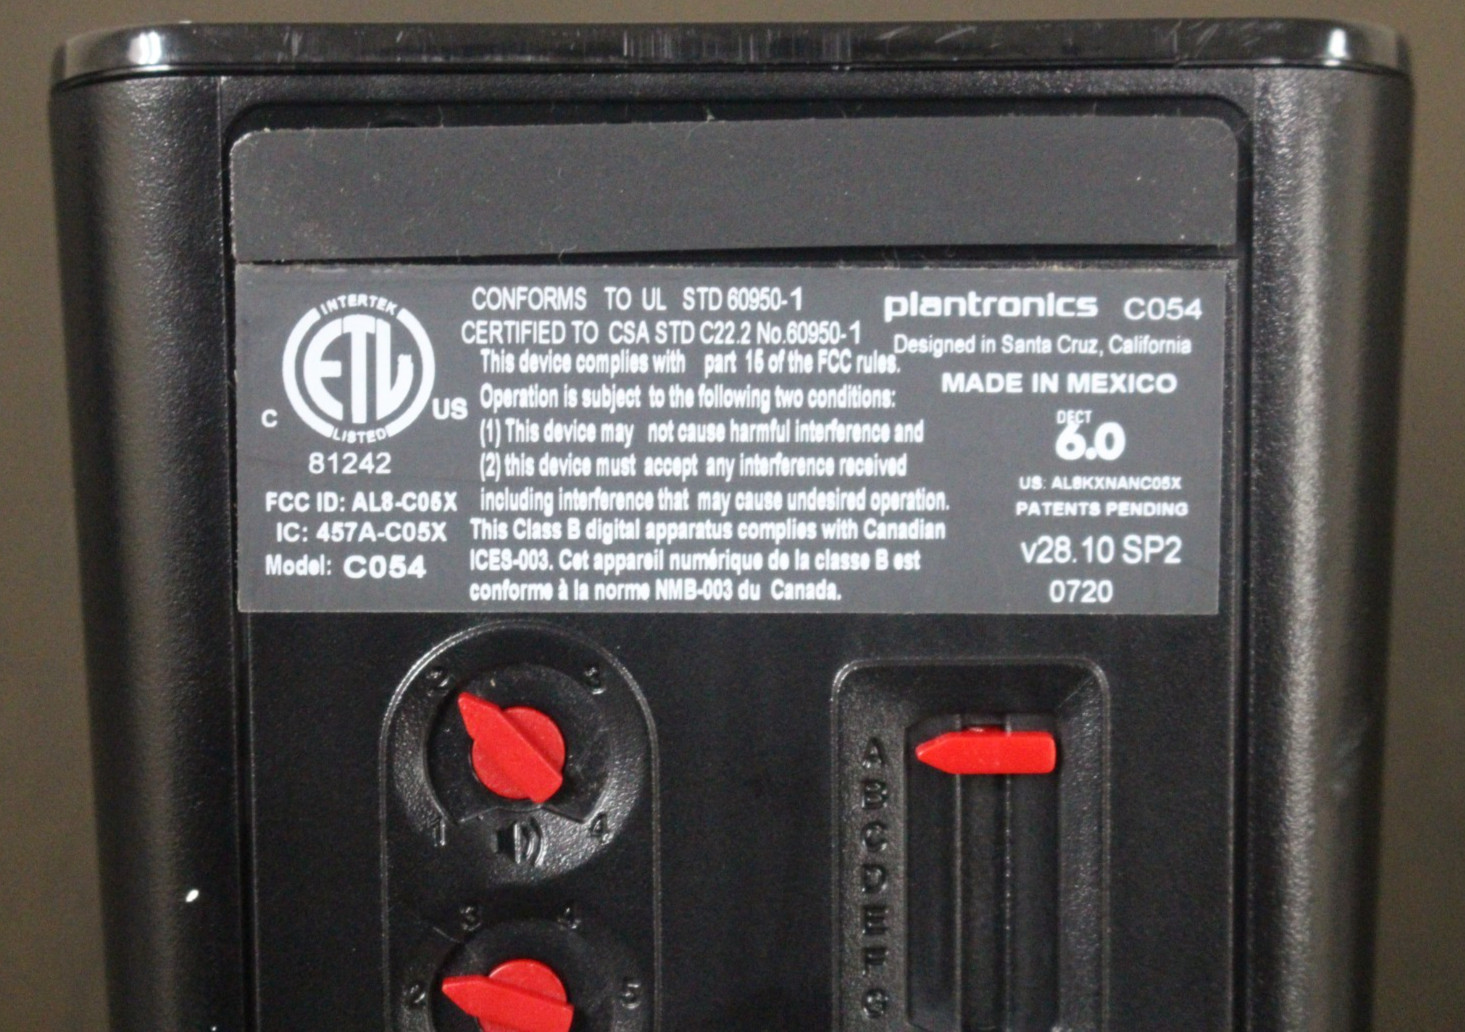 INTERTEK
ETL
LISTED
C
US
81242
FCC ID: AL8-C05X
IC: 457A-C05X
Model: C054
CONFORMS TO UL STD 60950-1
CERTIFIED TO CSA STD C22.2 No.60950-1
This device complies with part 15 of the FCC rules.
Operation is subject to the following two conditions:
(1) This device may not cause harmful interference and
(2) this device must accept any interference received
including interference that may cause undesired operation.
This Class B digital apparatus complies with Canadian
ICES-003. Cet appareil numérique de la classe B est
conforme à la norme NMB-003 du Canada.
plantronics C054
Designed in Santa Cruz, California
MADE IN MEXICO
DECT
6.0
US: AL8KXNANC05X
PATENTS PENDING
v28.10 SP2
0720
2 3
1 4
3 4
2 5
A
B
C
D
E
F
G